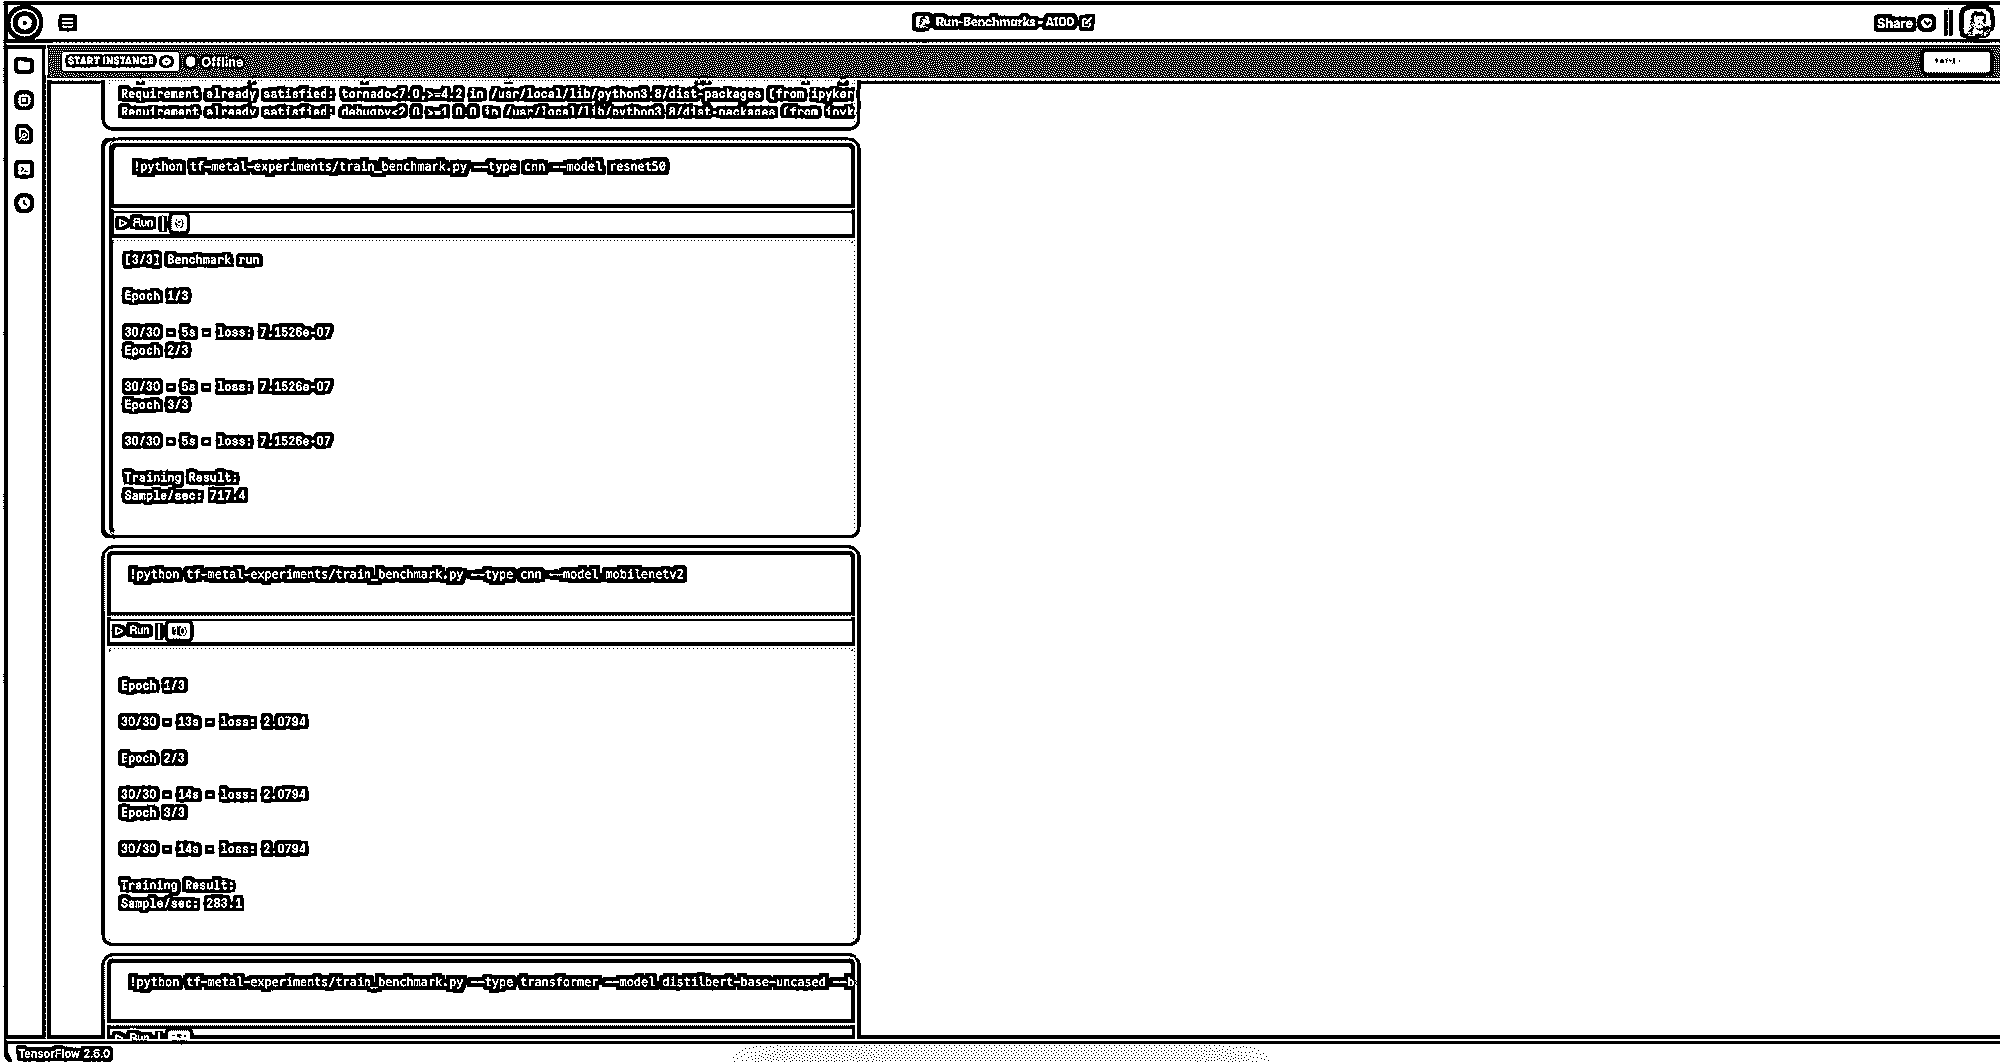 Run-Benchmarks - A100
Share
START INSTANCE
Offline
Requirement already satisfied: tornado<7.0,>=4.2 in /usr/local/lib/python3.8/dist-packages (from ipyker
Requirement already satisfied: debugpy<2.0,>=1.0.0 in /usr/local/lib/python3.8/dist-packages (from ipyk
!python tf-metal-experiments/train_benchmark.py --type cnn --model resnet50
Run
[3/3] Benchmark run
Epoch 1/3
30/30 - 5s - loss: 7.1526e-07
Epoch 2/3
30/30 - 5s - loss: 7.1526e-07
Epoch 3/3
30/30 - 5s - loss: 7.1526e-07
Training Result:
Sample/sec: 717.4
!python tf-metal-experiments/train_benchmark.py --type cnn --model mobilenetv2
Run 10
Epoch 1/3
30/30 - 13s - loss: 2.0794
Epoch 2/3
30/30 - 14s - loss: 2.0794
Epoch 3/3
30/30 - 14s - loss: 2.0794
Training Result:
Sample/sec: 283.1
!python tf-metal-experiments/train_benchmark.py --type transformer --model distilbert-base-uncased --b
Run
TensorFlow 2.6.0